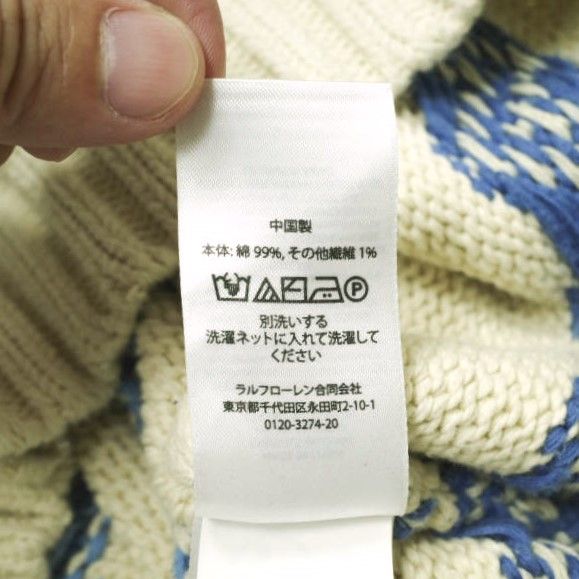 中国製
本体: 綿 99%, その他繊維 1%
P
別洗いする
洗濯ネットに入れて洗濯して
ください
ラルフローレン合同会社
東京都千代田区永田町2-10-1
0120-3274-20